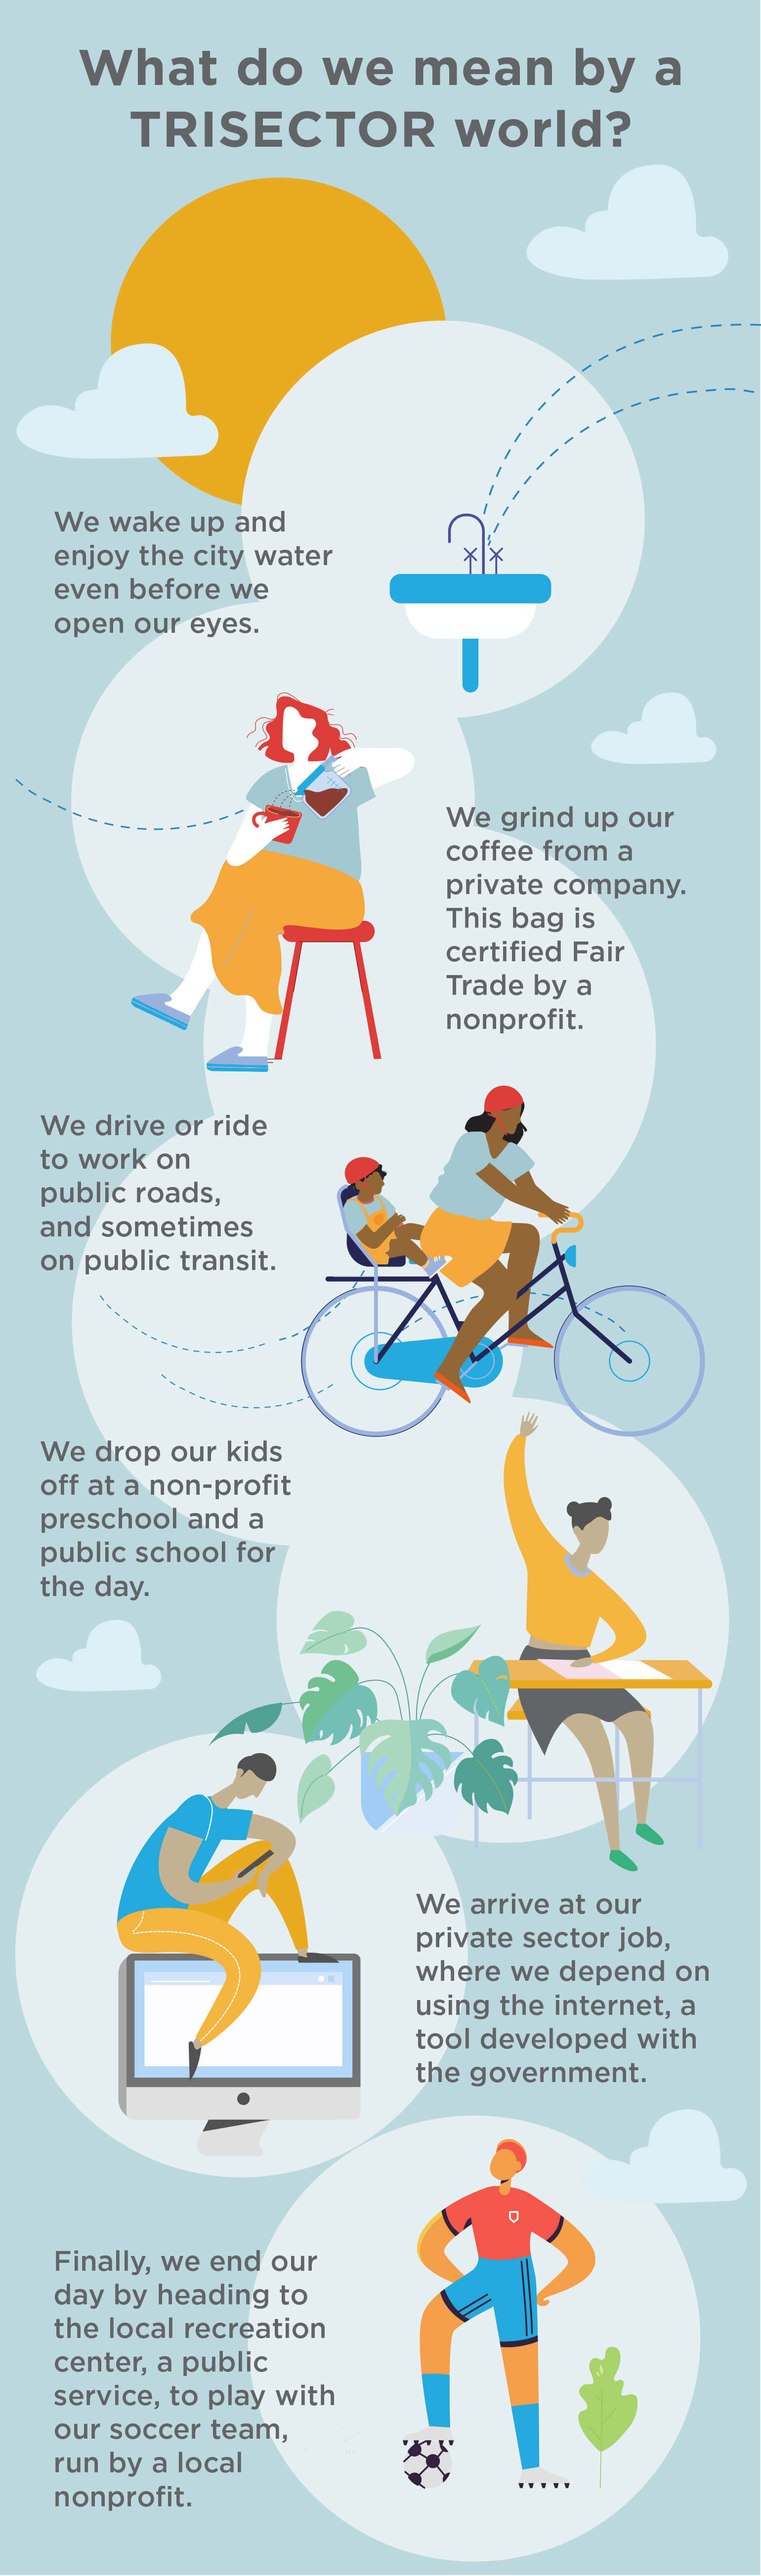 What do we mean by a
TRISECTOR world?
We wake up and
enjoy the city water
even before we
open our eyes.
We grind up our
coffee from a
private company.
This bag is
certified Fair
Trade by a
nonprofit.
We drive or ride
to work on
public roads,
and sometimes
on public transit.
We drop our kids
off at a non-profit
preschool and a
public school for
the day.
We arrive at our
private sector job,
where we depend on
using the internet, a
tool developed with
the government.
Finally, we end our
day by heading to
the local recreation
center, a public
service, to play with
our soccer team,
run by a local
nonprofit.